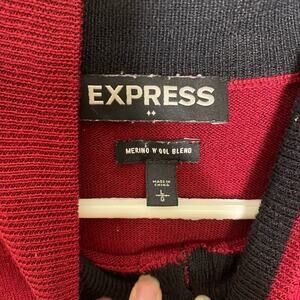 EXPRESS
MERINO WOOL BLEND
MADE IN
CHINA
L
G